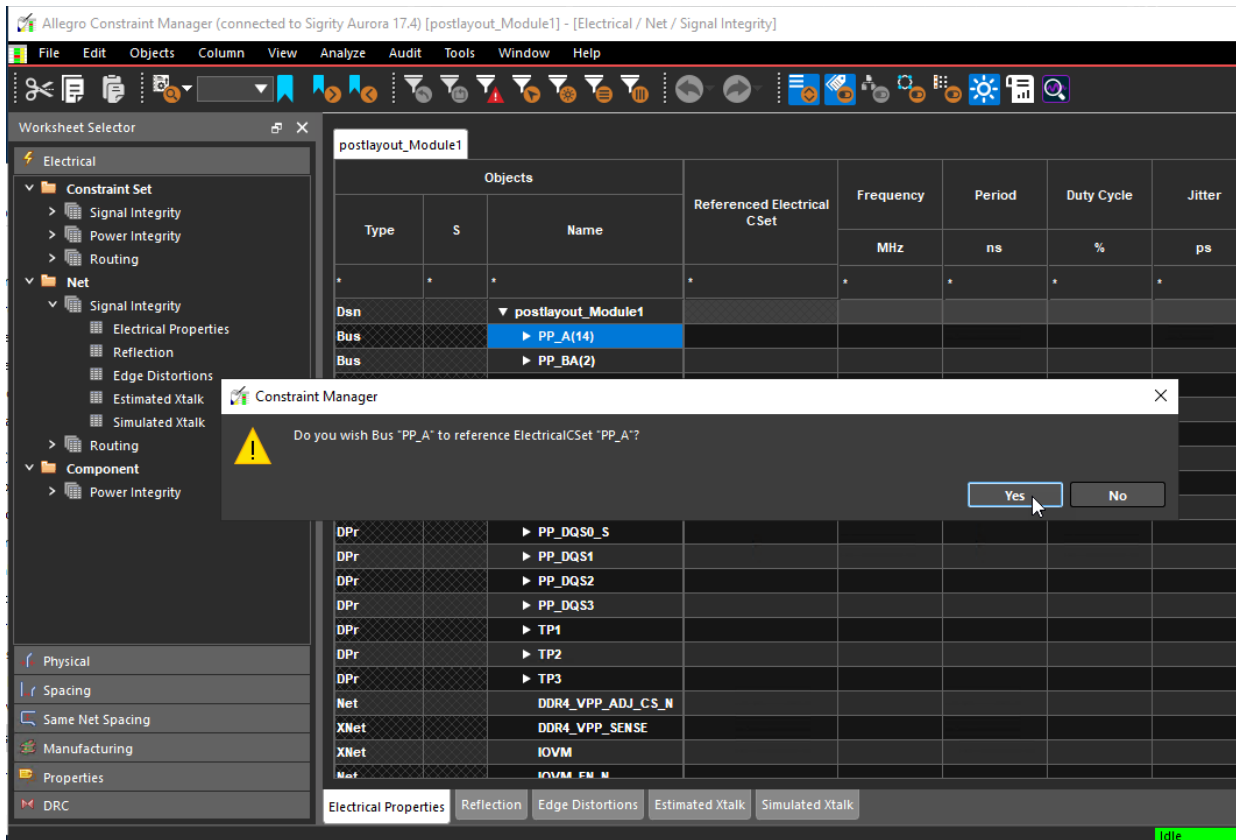 Allegro Constraint Manager (connected to Sigrity Aurora 17.4) [postlayout_Module1] - [Electrical / Net / Signal Integrity]
File Edit Objects Column View Analyze Audit Tools Window Help
Worksheet Selector
Electrical
Constraint Set
Signal Integrity
Power Integrity
Routing
Net
Signal Integrity
Electrical Properties
Reflection
Edge Distortions
Estimated Xtalk
Simulated Xtalk
Routing
Component
Power Integrity
Physical
Spacing
Same Net Spacing
Manufacturing
Properties
DRC
postlayout_Module1
Objects
Type S Name
Referenced Electrical
CSet
Frequency Period Duty Cycle Jitter
MHz ns % ps
* * * * * * * *
Dsn postlayout_Module1
Bus PP_A(14)
Bus PP_BA(2)
Constraint Manager
Do you wish Bus "PP_A" to reference ElectricalCSet "PP_A"?
Yes No
DPr PP_DQS0_S
DPr PP_DQS1
DPr PP_DQS2
DPr PP_DQS3
DPr TP1
DPr TP2
DPr TP3
Net DDR4_VPP_ADJ_CS_N
XNet DDR4_VPP_SENSE
XNet IOVM
Net IOVM_EN_N
Electrical Properties Reflection Edge Distortions Estimated Xtalk Simulated Xtalk
Idle